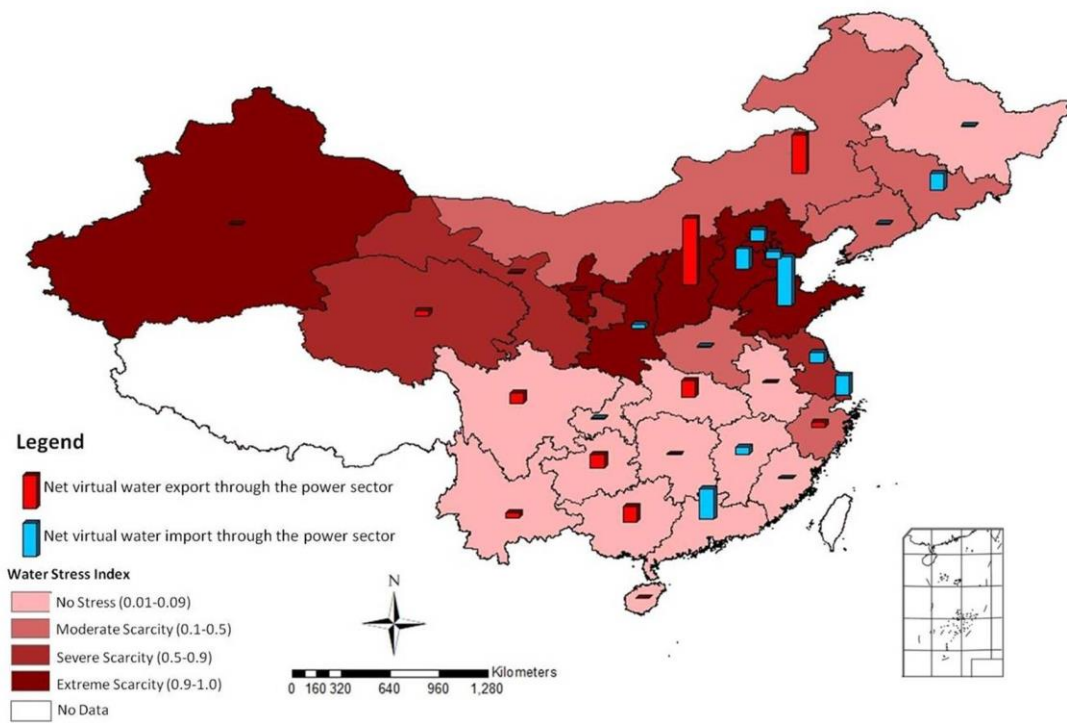 Legend
Net virtual water export through the power sector
Net virtual water import through the power sector
Water Stress Index
No Stress (0.01-0.09)
Moderate Scarcity (0.1-0.5)
Severe Scarcity (0.5-0.9)
Extreme Scarcity (0.9-1.0)
No Data
N
Kilometers
0 160 320 640 960 1,280